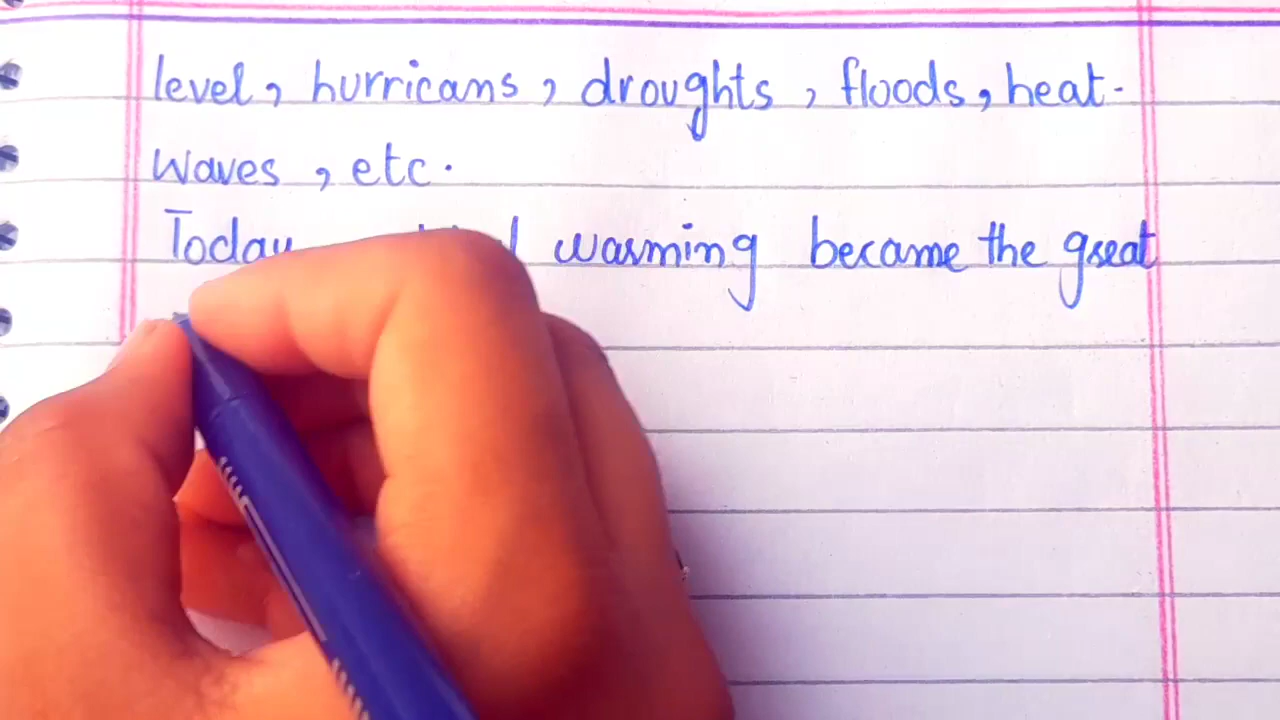 level, hurricans, droughts, floods, heat-
waves, etc.
Today warming became the great